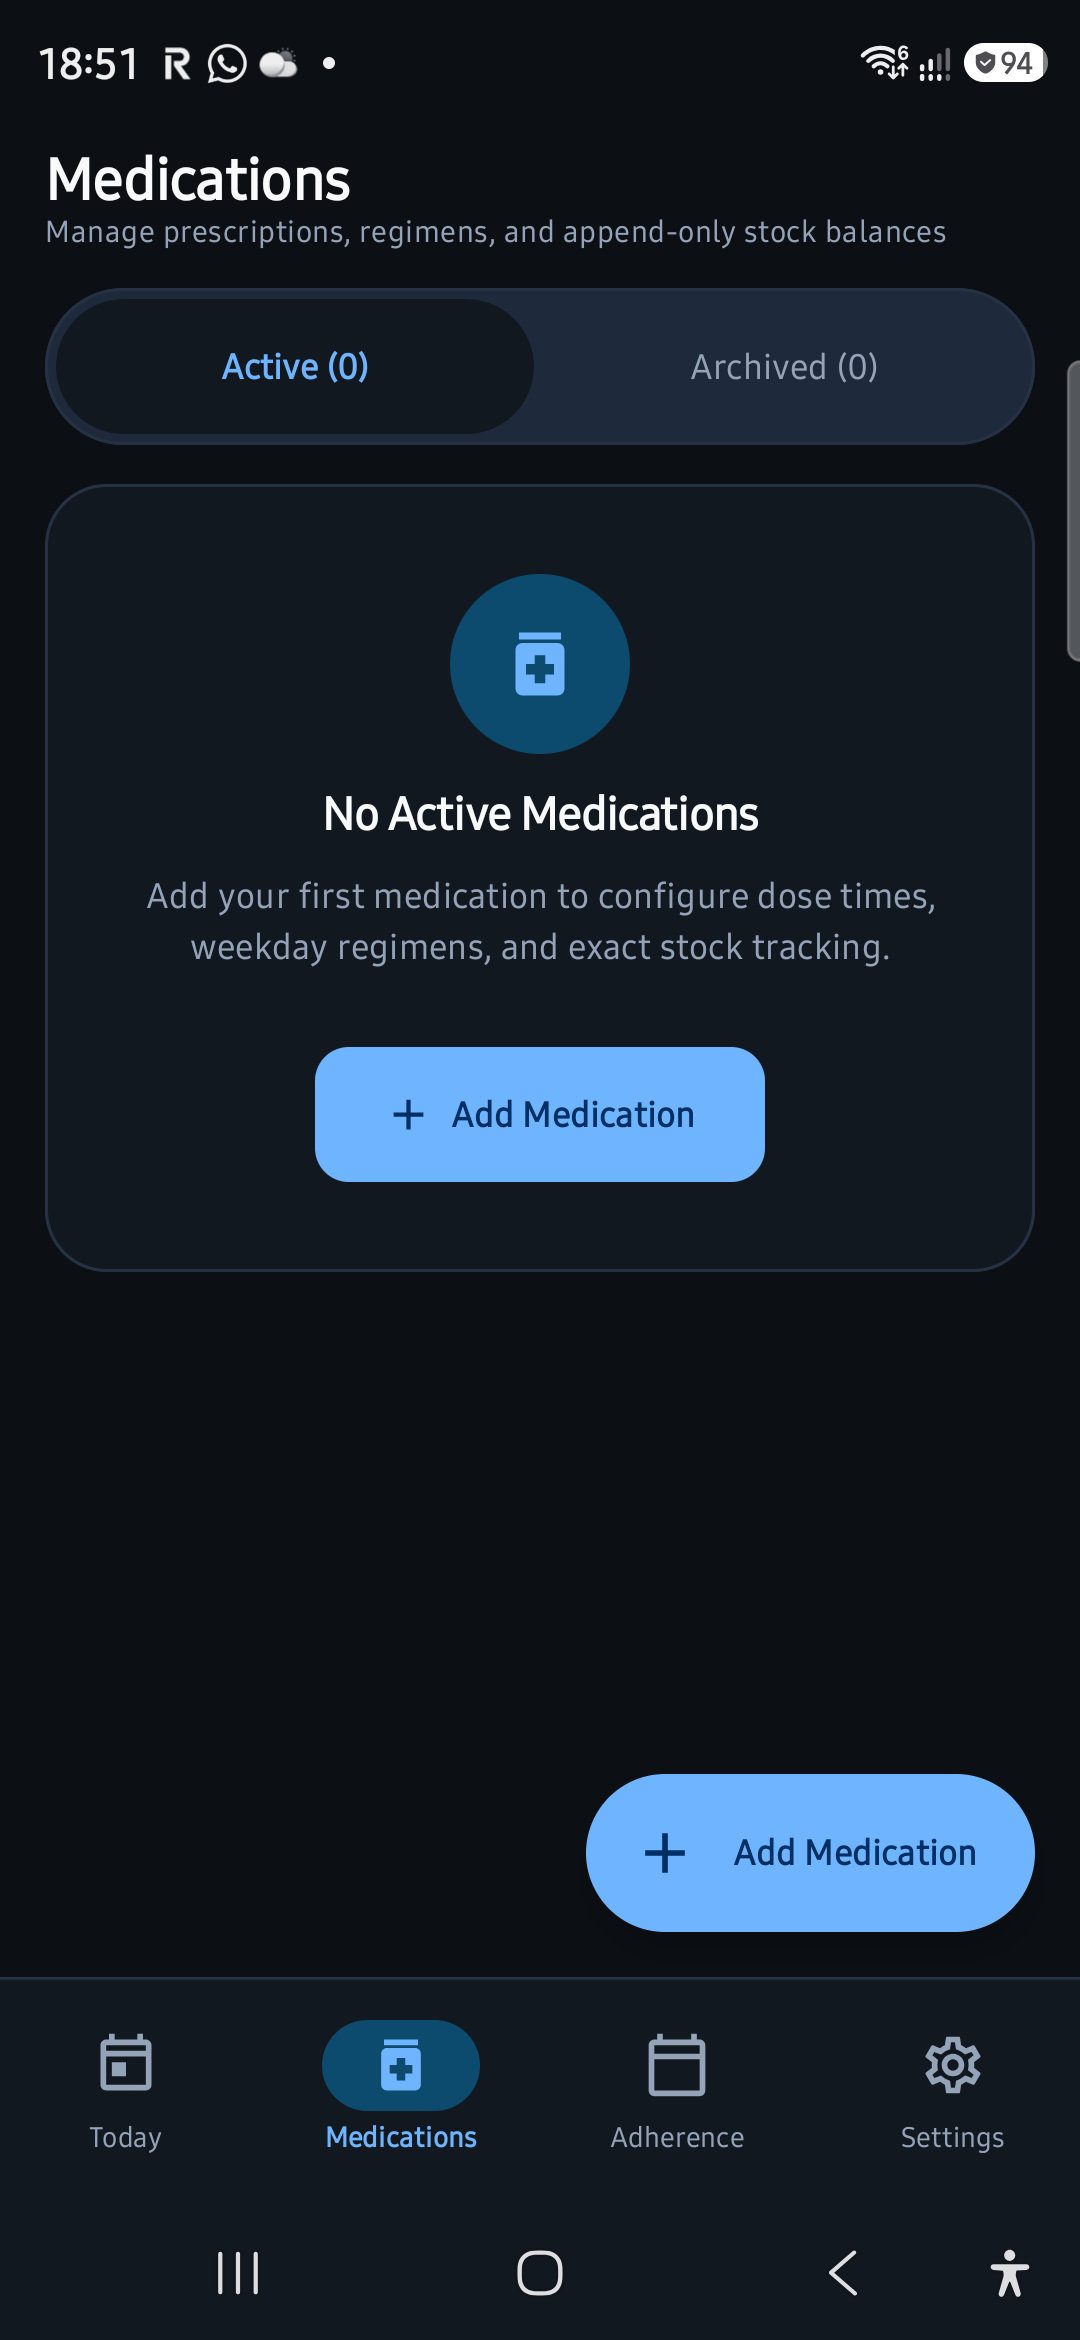 18:51
6
94
Medications
Manage prescriptions, regimens, and append-only stock balances
Active (0)
Archived (0)
No Active Medications
Add your first medication to configure dose times,
weekday regimens, and exact stock tracking.
Add Medication
Add Medication
Today
Medications
Adherence
Settings